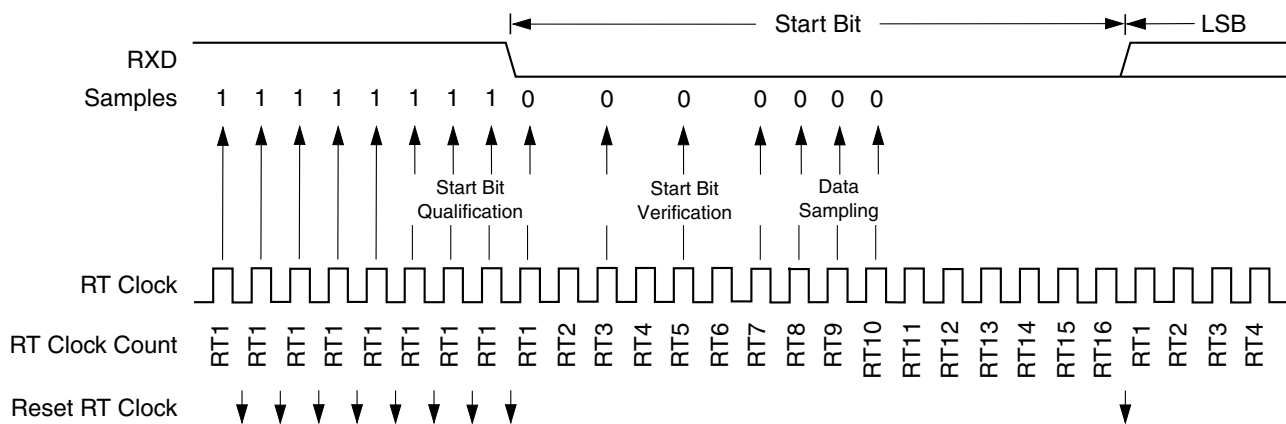 Start Bit LSB
RXD
Samples 1 1 1 1 1 1 1 1 0 0 0 0 0 0 0
Start Bit Qualification
Start Bit Verification
Data Sampling
RT Clock
RT Clock Count RT1 RT1 RT1 RT1 RT1 RT1 RT1 RT1 RT1 RT2 RT3 RT4 RT5 RT6 RT7 RT8 RT9 RT10 RT11 RT12 RT13 RT14 RT15 RT16 RT1 RT2 RT3 RT4
Reset RT Clock